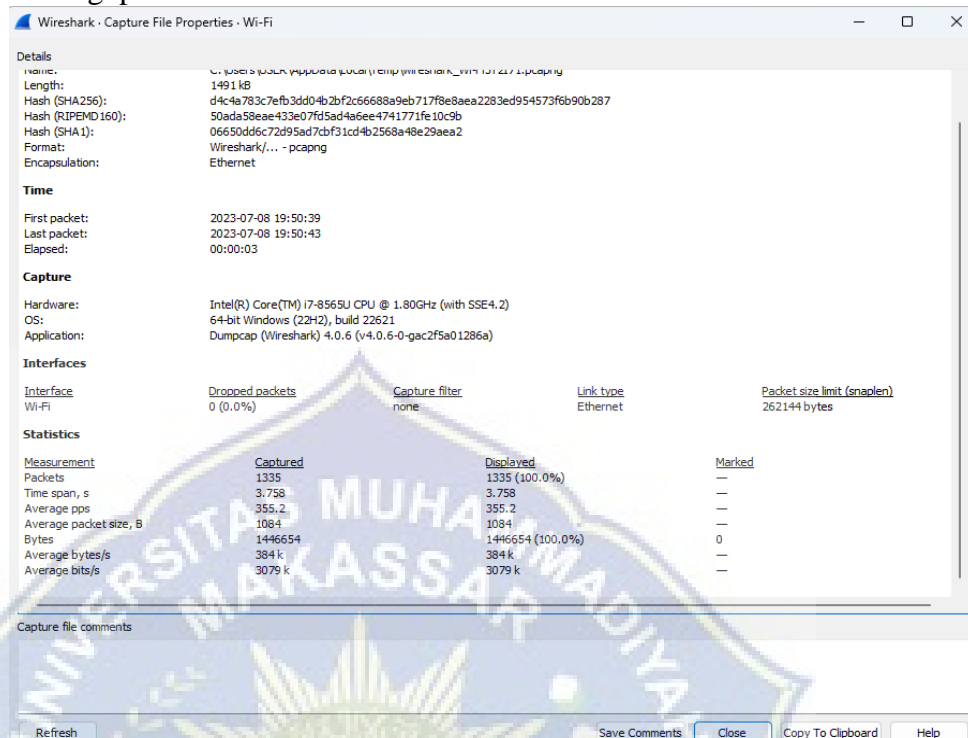 Wireshark · Capture File Properties · Wi-Fi
Details
Name:
Length: 1491 kB
Hash (SHA256): d4c4a783c7efb3dd04b2bf2c66688a9eb717f8e8aea2283ed954573f6b90b287
Hash (RIPEMD160): 50ada58eae433e07fd5ad4a6ee4741771fe10c9b
Hash (SHA1): 06650dd6c72d95ad7cbf31cd4b2568a48e29aea2
Format: Wireshark/... - pcapng
Encapsulation: Ethernet
Time
First packet: 2023-07-08 19:50:39
Last packet: 2023-07-08 19:50:43
Elapsed: 00:00:03
Capture
Hardware: Intel(R) Core(TM) i7-8565U CPU @ 1.80GHz (with SSE4.2)
OS: 64-bit Windows (22H2), build 22621
Application: Dumpcap (Wireshark) 4.0.6 (v4.0.6-0-gac2f5a01286a)
Interfaces
Interface Dropped packets Capture filter Link type Packet size limit (snaplen)
Wi-Fi 0 (0.0%) none Ethernet 262144 bytes
Statistics
Measurement Captured Displayed Marked
Packets 1335 1335 (100.0%) —
Time span, s 3.758 3.758 —
Average pps 355.2 355.2 —
Average packet size, B 1084 1084 —
Bytes 1446654 1446654 (100.0%) 0
Average bytes/s 384 k 384 k —
Average bits/s 3079 k 3079 k —
Capture file comments
Refresh Save Comments Close Copy To Clipboard Help